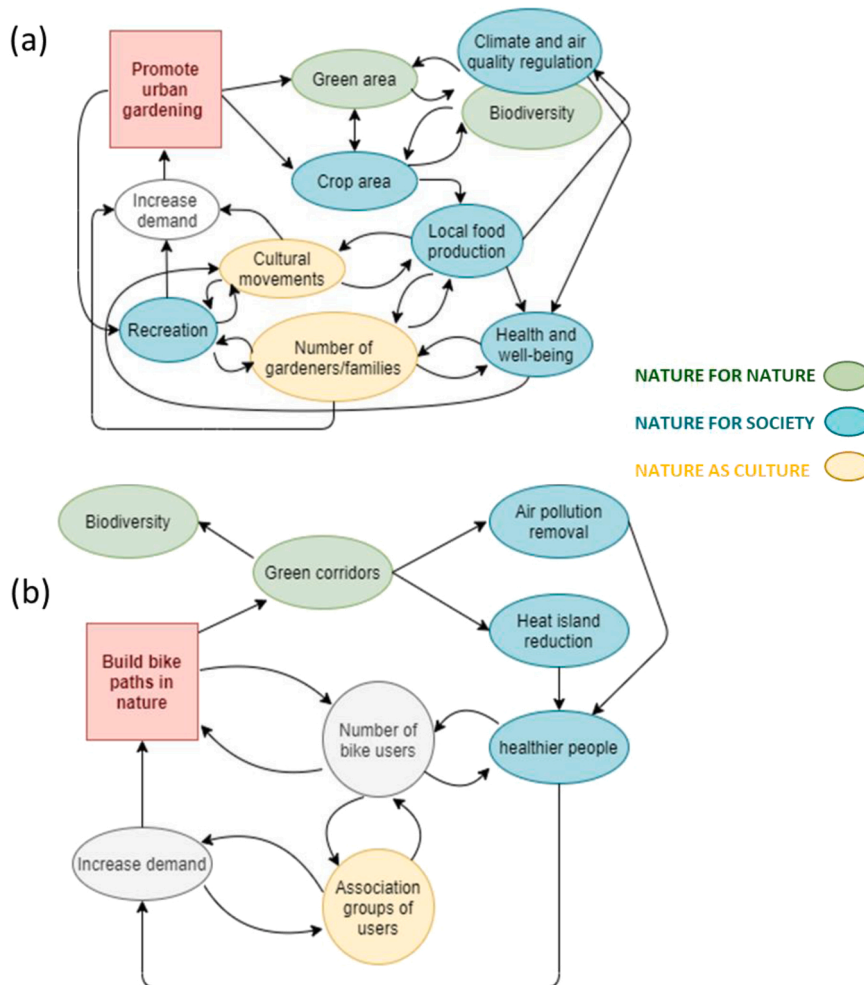 (a)
Promote
urban
gardening
Green area
Climate and air
quality regulation
Biodiversity
Crop area
Increase
demand
Local food
production
Cultural
movements
Recreation
Number of
gardeners/families
Health and
well-being
NATURE FOR NATURE
NATURE FOR SOCIETY
NATURE AS CULTURE
(b)
Biodiversity
Green corridors
Air pollution
removal
Heat island
reduction
Build bike
paths in
nature
Number of
bike users
healthier people
Increase demand
Association
groups of
users